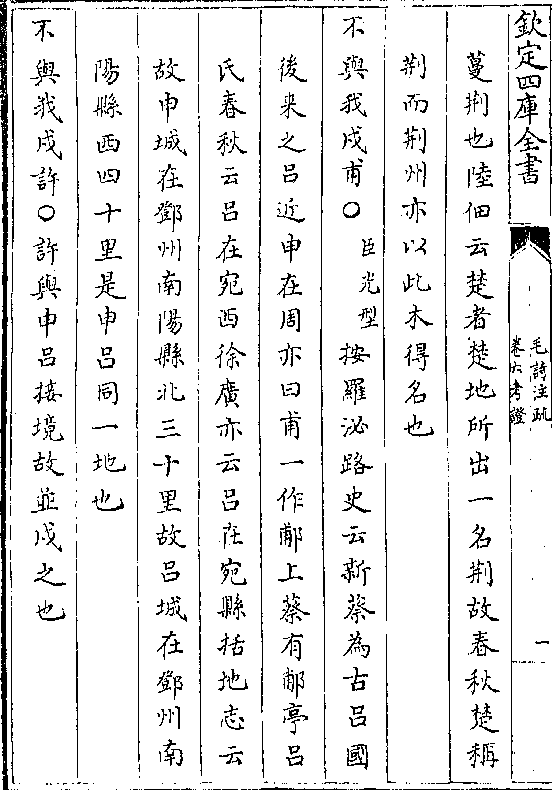 欽定四庫全書
毛詩注疏
卷六考證
一
蔓荆也陸佃云楚者楚地所出一名荆故春秋楚稱
荆而荆州亦以此木得名也
不與我戍甫○臣光型按羅泌路史云新蔡為古呂國
後来之呂近申在周亦曰甫一作鄜上蔡有鄜亭呂
氏春秋云呂在宛西徐廣亦云呂在宛縣括地志云
故申城在鄧州南陽縣北三十里故呂城在鄧州南
陽縣西四十里是申呂同一地也
不與我戍許○許與申呂接境故並戍之也